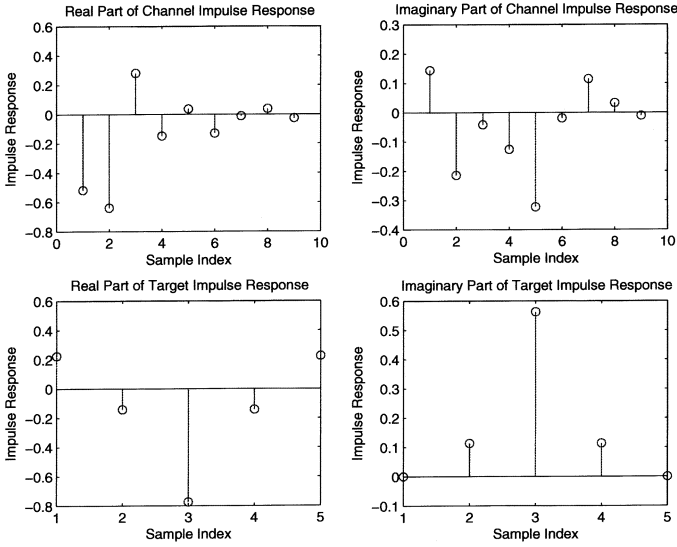 Real Part of Channel Impulse Response
0.6
0.4
0.2
0
−0.2
−0.4
−0.6
−0.8
Impulse Response
0 2 4 6 8 10
Sample Index
Imaginary Part of Channel Impulse Response
0.3
0.2
0.1
0
−0.1
−0.2
−0.3
−0.4
Impulse Response
0 2 4 6 8 10
Sample Index
Real Part of Target Impulse Response
0.6
0.4
0.2
0
−0.2
−0.4
−0.6
−0.8
Impulse Response
1 2 3 4 5
Sample Index
Imaginary Part of Target Impulse Response
0.6
0.5
0.4
0.3
0.2
0.1
0
−0.1
Impulse Response
1 2 3 4 5
Sample Index